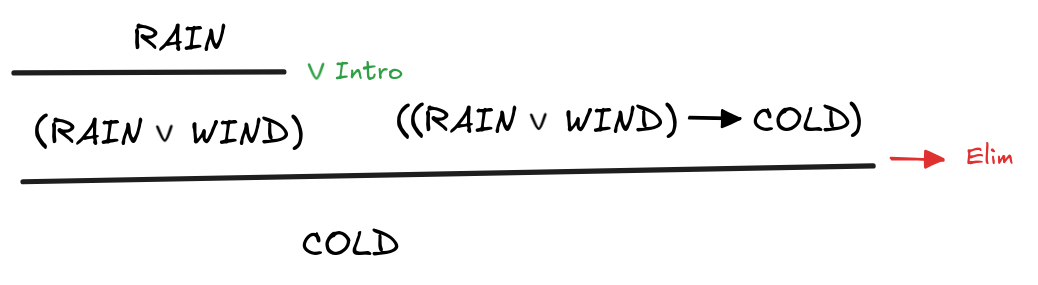 RAIN
∨ Intro
(RAIN ∨ WIND) ((RAIN ∨ WIND) → COLD)
→ Elim
COLD